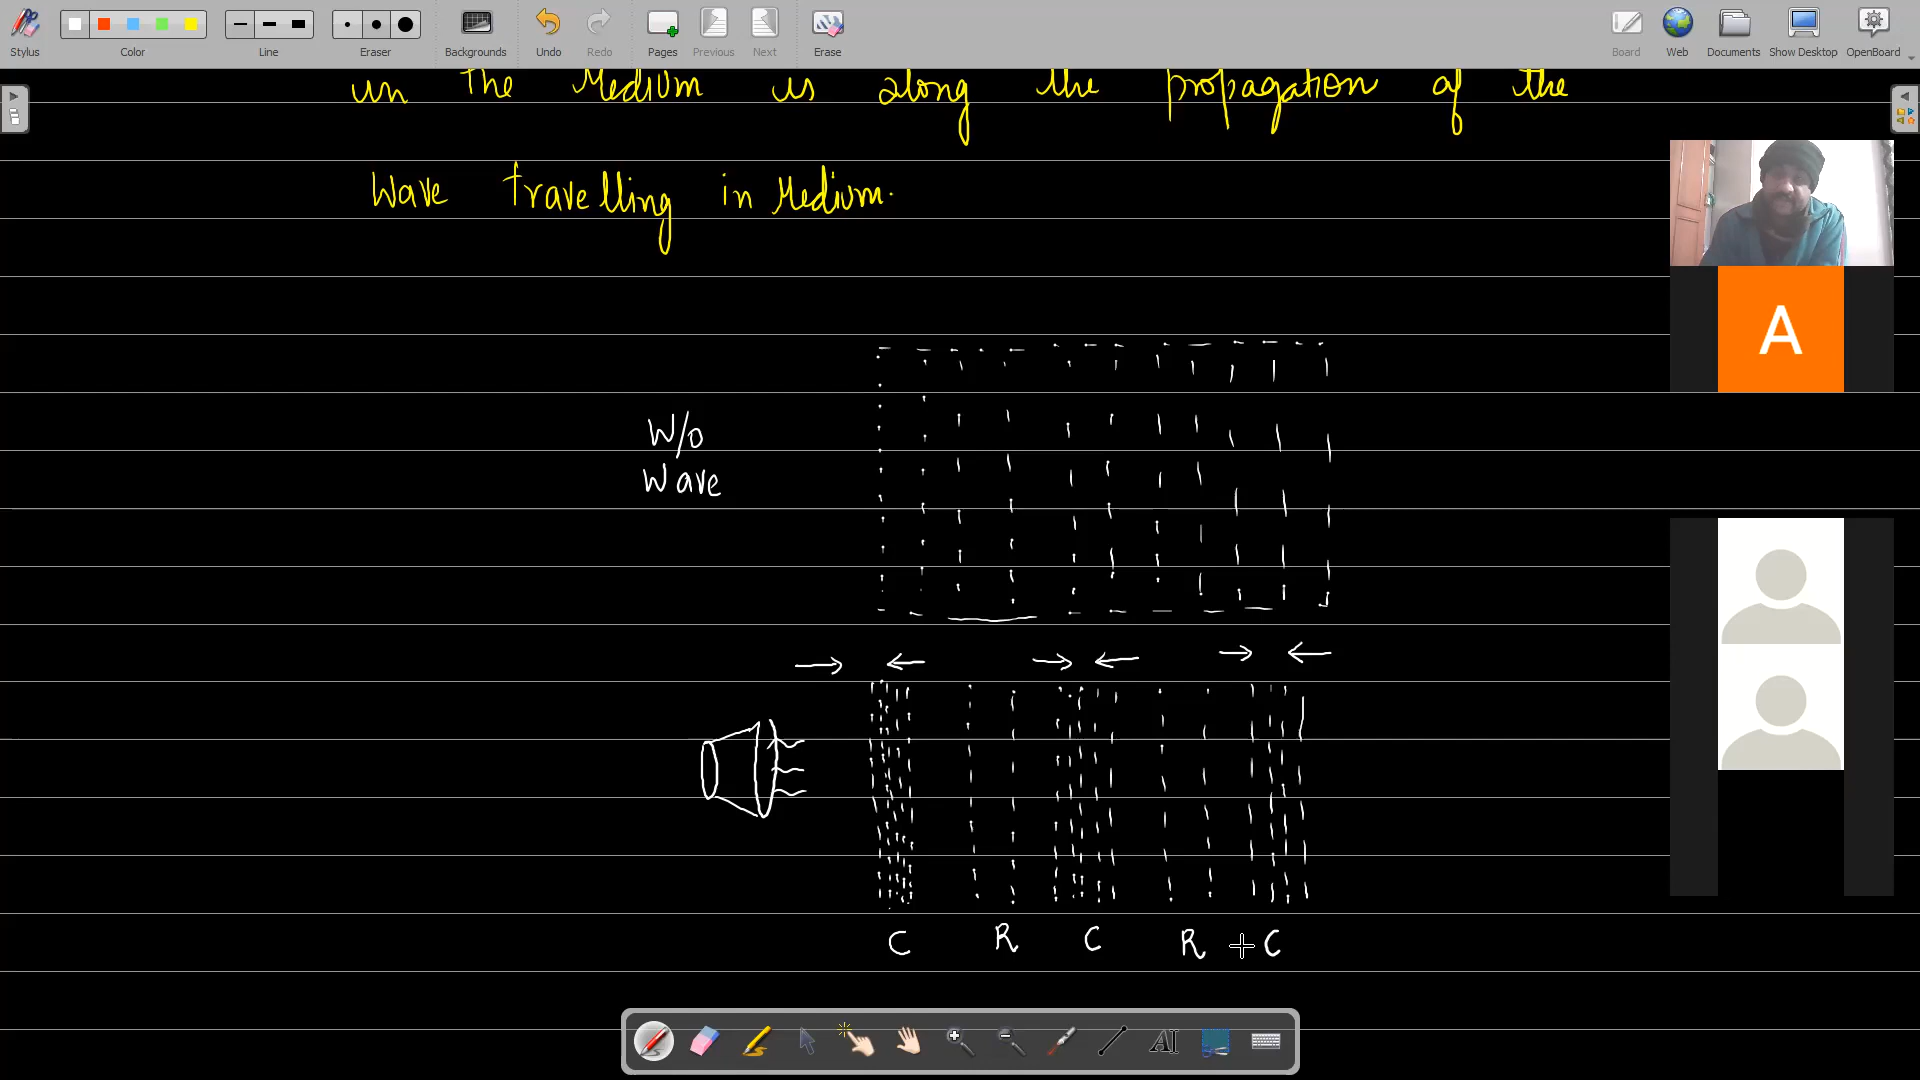 Stylus Color Line Eraser Backgrounds Undo Redo Pages Previous Next Erase Board Web Documents Show Desktop OpenBoard
in the Medium is along the propagation of the
Wave travelling in Medium.
A
W/o
Wave
C R C R C
AI